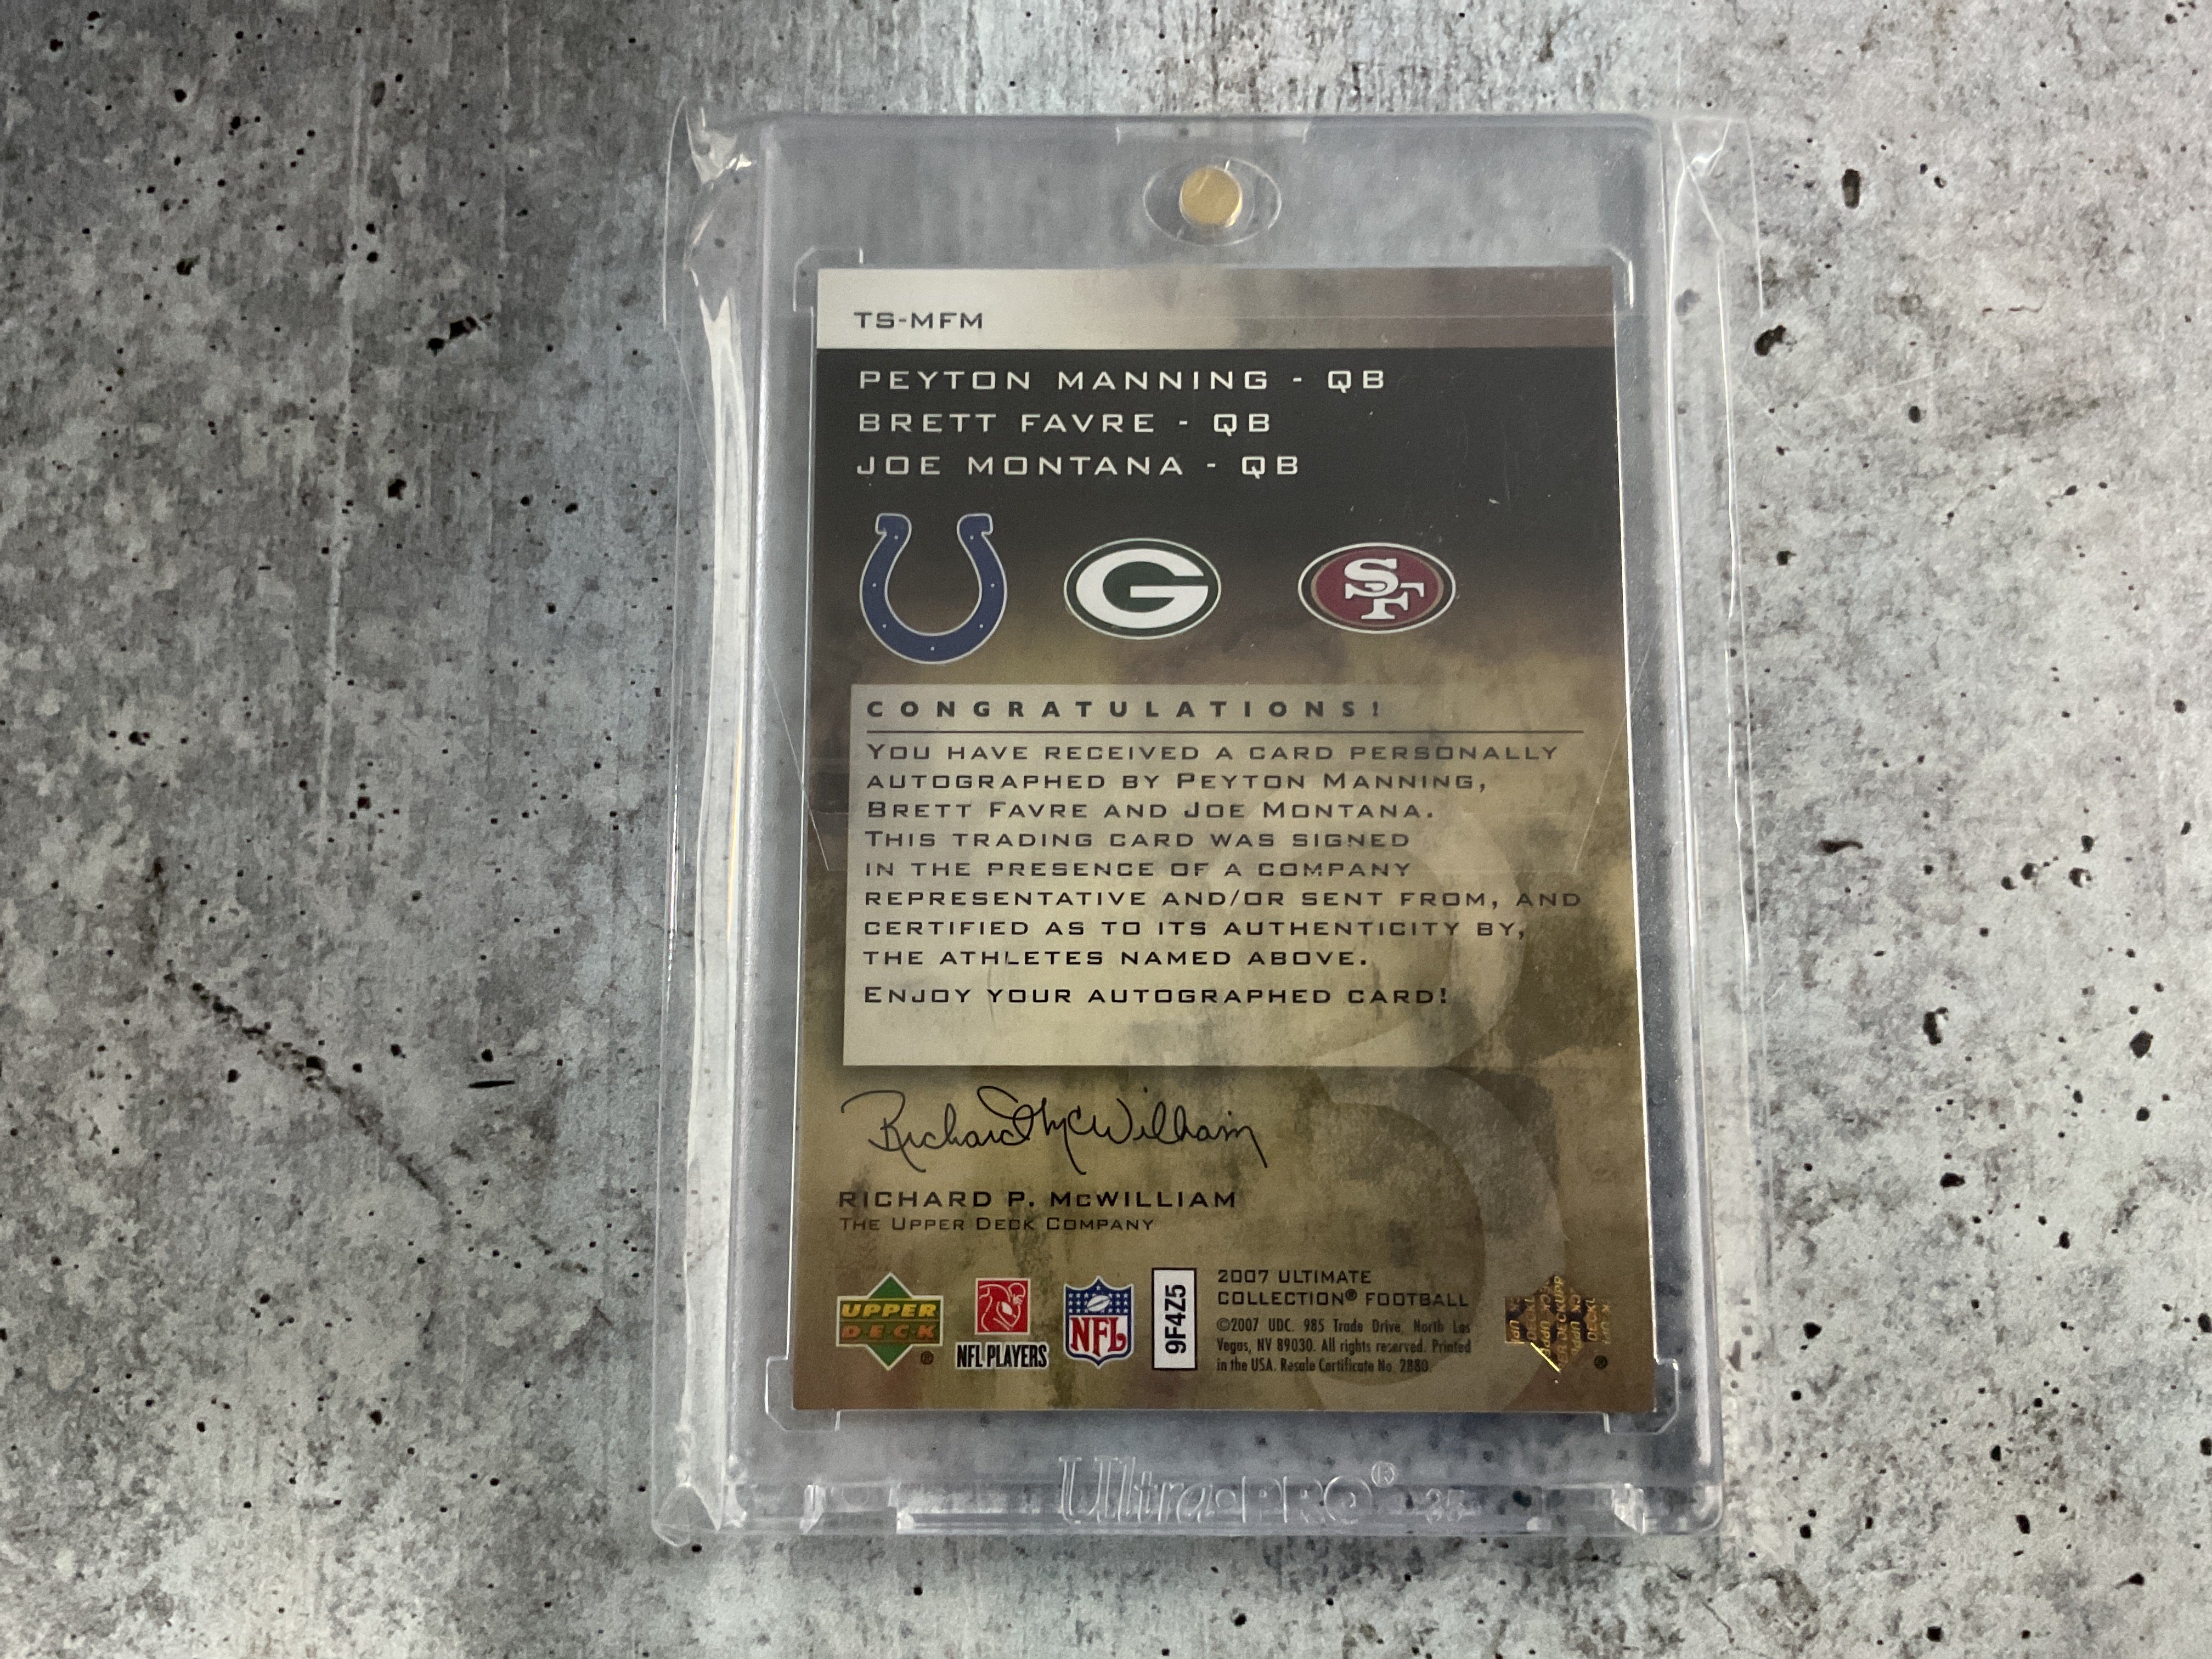 TS-MFM
PEYTON MANNING - QB
BRETT FAVRE - QB
JOE MONTANA - QB
G
SF
CONGRATULATIONS!
YOU HAVE RECEIVED A CARD PERSONALLY
AUTOGRAPHED BY PEYTON MANNING,
BRETT FAVRE AND JOE MONTANA.
THIS TRADING CARD WAS SIGNED
IN THE PRESENCE OF A COMPANY
REPRESENTATIVE AND/OR SENT FROM, AND
CERTIFIED AS TO ITS AUTHENTICITY BY,
THE ATHLETES NAMED ABOVE.
ENJOY YOUR AUTOGRAPHED CARD!
Richard McWilliam
RICHARD P. McWILLIAM
THE UPPER DECK COMPANY
UPPER
DECK
®
NFL PLAYERS
NFL
9F4Z5
2007 ULTIMATE
COLLECTION® FOOTBALL
©2007 UDC. 985 Trade Drive, North Las
Vegas, NV 89030. All rights reserved. Printed
in the USA. Resale Certificate No. 2880.
®
Ultra PRO®